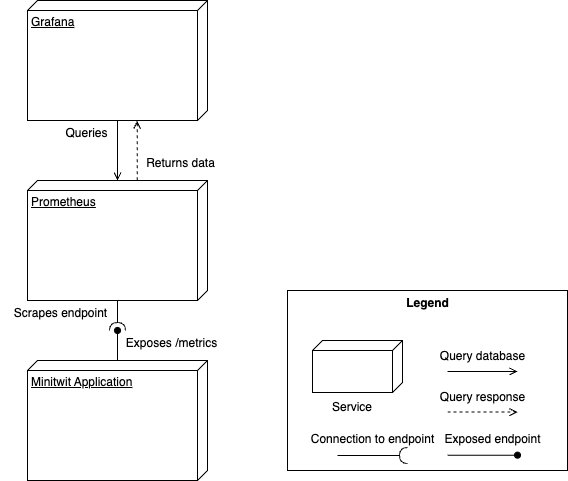 Grafana
Queries
Returns data
Prometheus
Scrapes endpoint
Exposes /metrics
Minitwit Application
Legend
Service
Query database
Query response
Connection to endpoint
Exposed endpoint